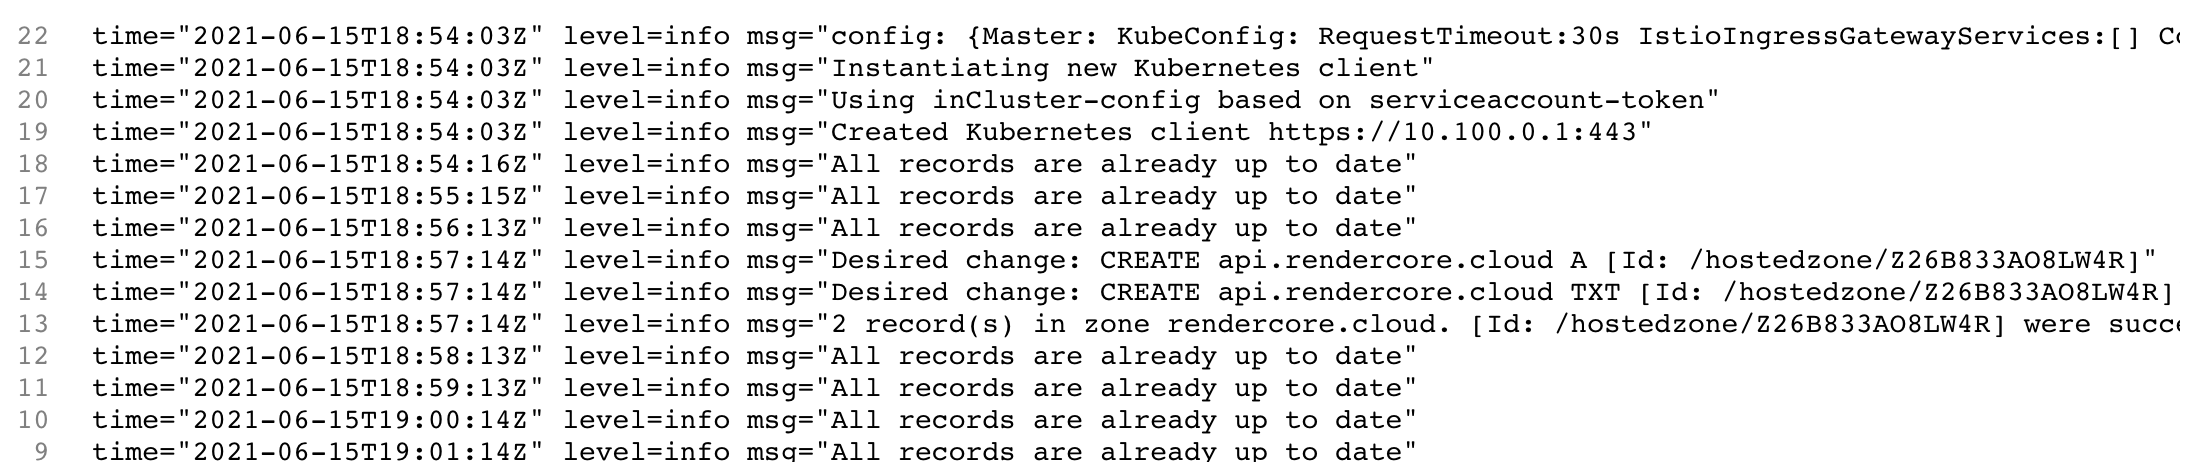 22 time="2021-06-15T18:54:03Z" level=info msg="config: {Master: KubeConfig: RequestTimeout:30s IstioIngressGatewayServices:[]
21 time="2021-06-15T18:54:03Z" level=info msg="Instantiating new Kubernetes client"
20 time="2021-06-15T18:54:03Z" level=info msg="Using inCluster-config based on serviceaccount-token"
19 time="2021-06-15T18:54:03Z" level=info msg="Created Kubernetes client https://10.100.0.1:443"
18 time="2021-06-15T18:54:16Z" level=info msg="All records are already up to date"
17 time="2021-06-15T18:55:15Z" level=info msg="All records are already up to date"
16 time="2021-06-15T18:56:13Z" level=info msg="All records are already up to date"
15 time="2021-06-15T18:57:14Z" level=info msg="Desired change: CREATE api.rendercore.cloud A [Id: /hostedzone/Z26B833AO8LW4R]"
14 time="2021-06-15T18:57:14Z" level=info msg="Desired change: CREATE api.rendercore.cloud TXT [Id: /hostedzone/Z26B833AO8LW4R]
13 time="2021-06-15T18:57:14Z" level=info msg="2 record(s) in zone rendercore.cloud. [Id: /hostedzone/Z26B833AO8LW4R] were
12 time="2021-06-15T18:58:13Z" level=info msg="All records are already up to date"
11 time="2021-06-15T18:59:13Z" level=info msg="All records are already up to date"
10 time="2021-06-15T19:00:14Z" level=info msg="All records are already up to date"
9 time="2021-06-15T19:01:14Z" level=info msg="All records are already up to date"